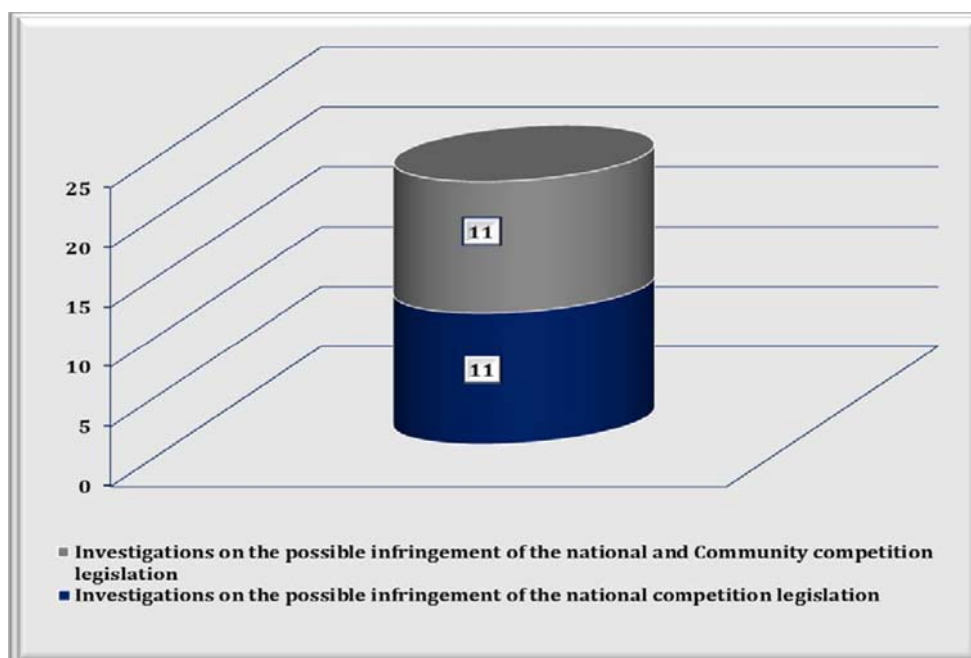 25
20
15
10
5
0
11
11
Investigations on the possible infringement of the national and Community competition
legislation
Investigations on the possible infringement of the national competition legislation